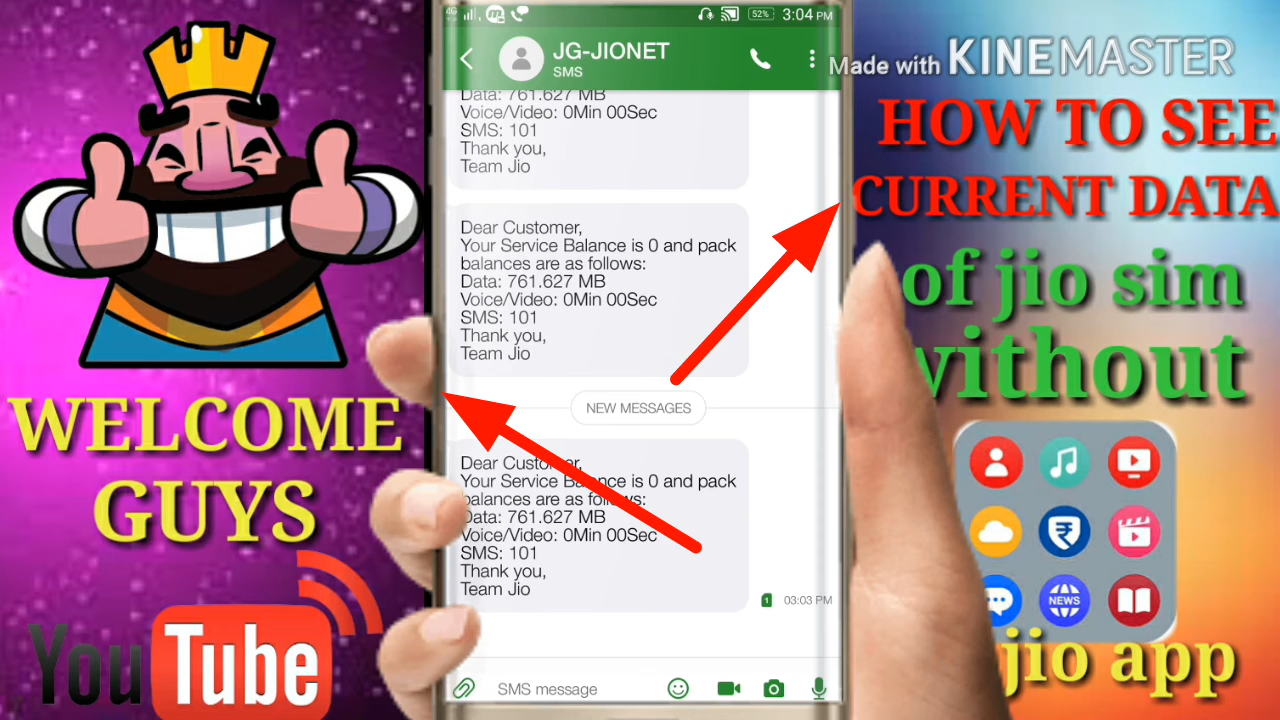 4G
52%
3:04 PM
JG-JIONET
SMS
Data: 761.627 MB
Voice/Video: 0Min 00Sec
SMS: 101
Thank you,
Team Jio
Dear Customer,
Your Service Balance is 0 and pack
balances are as follows:
Data: 761.627 MB
Voice/Video: 0Min 00Sec
SMS: 101
Thank you,
Team Jio
NEW MESSAGES
Dear Customer,
Your Service Balance is 0 and pack
balances are as follows:
Data: 761.627 MB
Voice/Video: 0Min 00Sec
SMS: 101
Thank you,
Team Jio
1
03:03 PM
SMS message
WELCOME
GUYS
YouTube
Made with KINEMASTER
HOW TO SEE
CURRENT DATA
of jio sim
without
NEWS
jio app